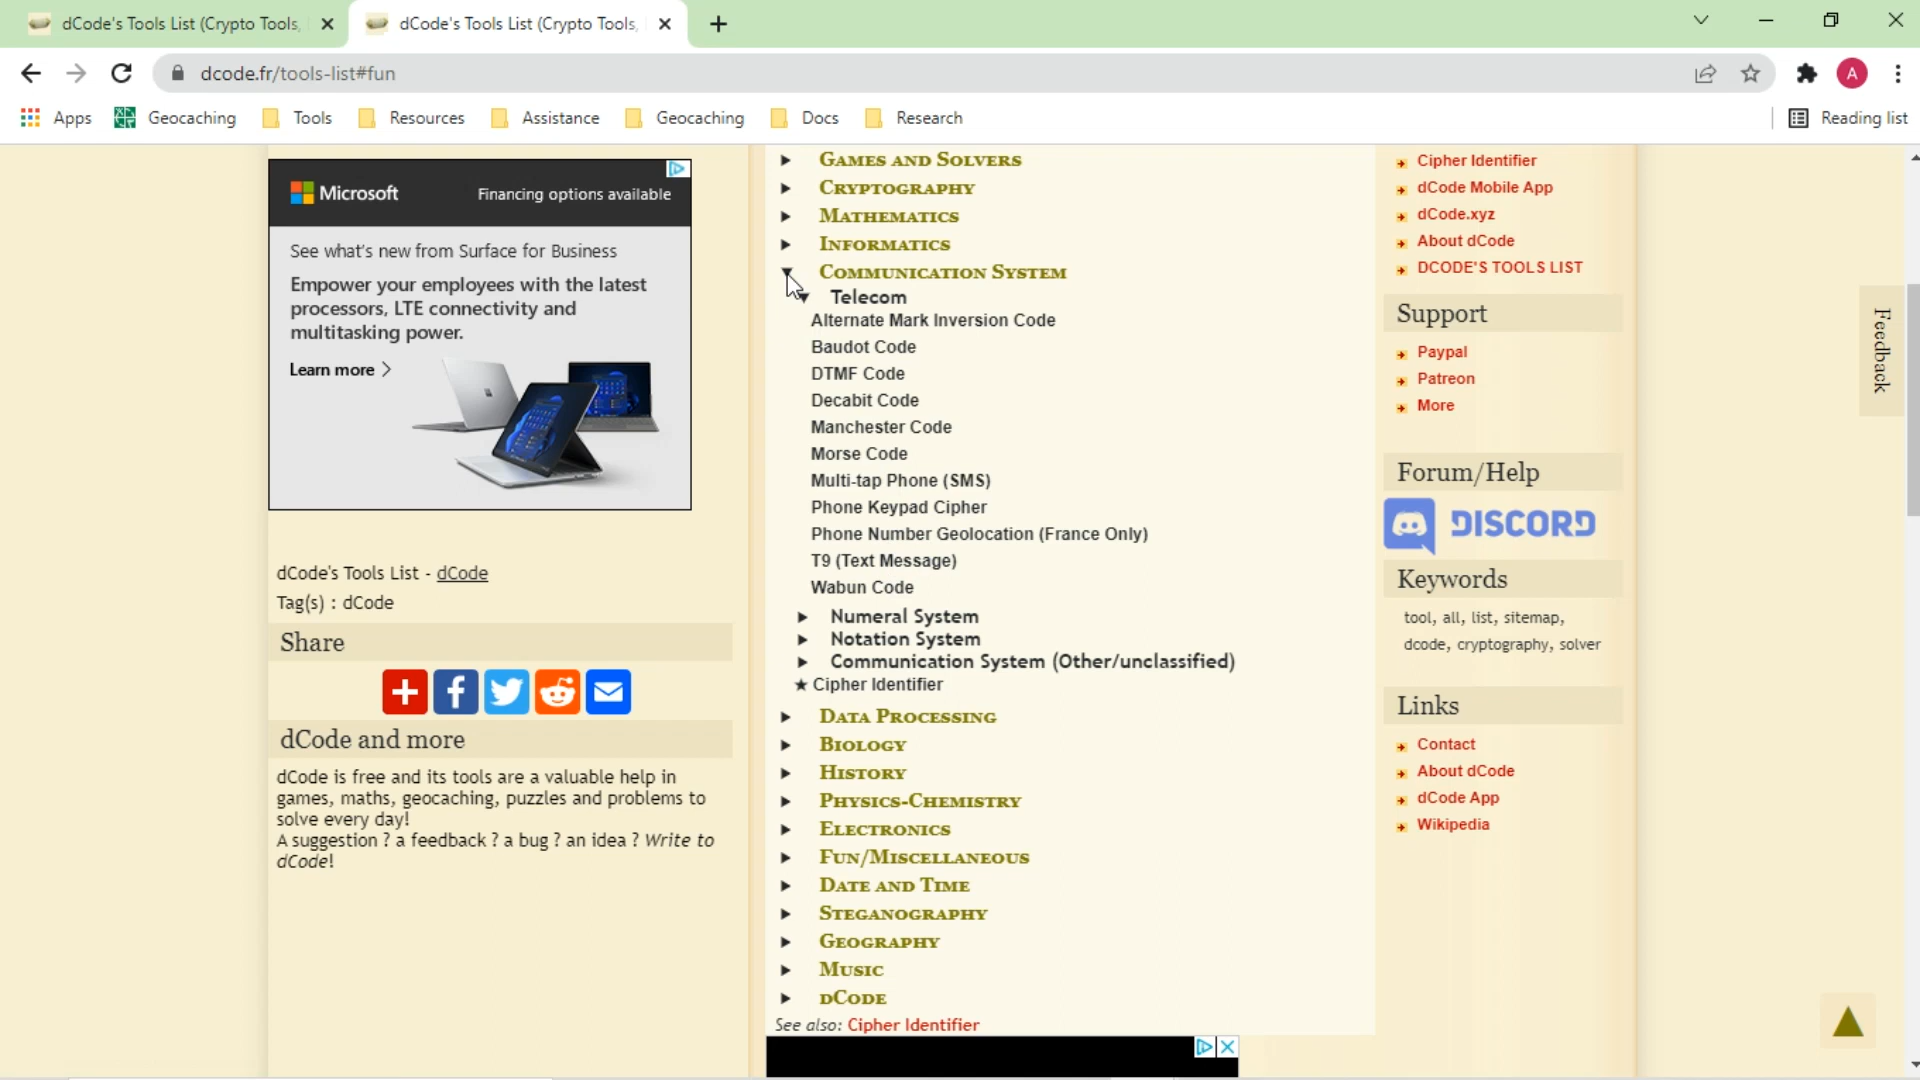 dCode's Tools List (Crypto Tools,
dCode's Tools List (Crypto Tools,
dcode.fr/tools-list#fun
A
Apps
Geocaching
Tools
Resources
Assistance
Geocaching
Docs
Research
Reading list
Microsoft
Financing options available
See what's new from Surface for Business
Empower your employees with the latest
processors, LTE connectivity and
multitasking power.
Learn more >
dCode's Tools List - dCode
Tag(s) : dCode
Share
dCode and more
dCode is free and its tools are a valuable help in
games, maths, geocaching, puzzles and problems to
solve every day!
A suggestion ? a feedback ? a bug ? an idea ? Write to
dCode!
Games and Solvers
Cryptography
Mathematics
Informatics
Communication System
Telecom
Alternate Mark Inversion Code
Baudot Code
DTMF Code
Decabit Code
Manchester Code
Morse Code
Multi-tap Phone (SMS)
Phone Keypad Cipher
Phone Number Geolocation (France Only)
T9 (Text Message)
Wabun Code
Numeral System
Notation System
Communication System (Other/unclassified)
★ Cipher Identifier
Data Processing
Biology
History
Physics-Chemistry
Electronics
Fun/Miscellaneous
Date and Time
Steganography
Geography
Music
dCode
See also: Cipher Identifier
Cipher Identifier
dCode Mobile App
dCode.xyz
About dCode
DCODE'S TOOLS LIST
Support
Paypal
Patreon
More
Forum/Help
DISCORD
Keywords
tool, all, list, sitemap,
dcode, cryptography, solver
Links
Contact
About dCode
dCode App
Wikipedia
Feedback